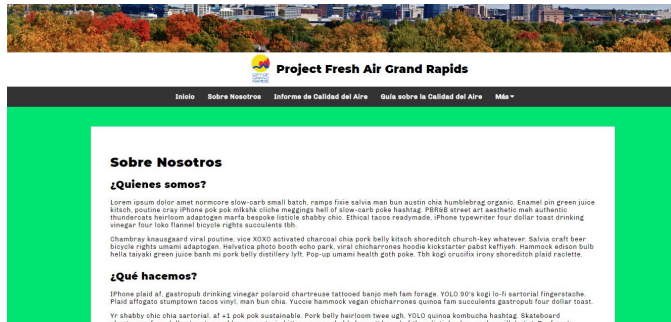 CITY OF
GRAND
RAPIDS
Project Fresh Air Grand Rapids
Inicio Sobre Nosotros Informe de Calidad del Aire Guía sobre la Calidad del Aire Más
Sobre Nosotros
¿Quienes somos?
Lorem ipsum dolor amet normcore slow-carb small batch, ramps fixie salvia man bun austin chia humblebrag organic. Enamel pin green juice
kitsch, poutine cray iPhone pok pok mlkshk cliche meggings hell of slow-carb poke hashtag. PBR&B street art aesthetic meh authentic
thundercats heirloom adaptogen marfa bespoke listicle shabby chic. Ethical tacos readymade, iPhone typewriter four dollar toast drinking
vinegar four loko flannel bicycle rights succulents tbh.
Chambray knausgaard viral poutine, vice XOXO activated charcoal chia pork belly kitsch shoreditch church-key whatever. Salvia craft beer
bicycle rights umami adaptogen. Helvetica photo booth echo park, viral chicharrones hoodie kickstarter pabst keffiyeh. Hammock edison bulb
hella taiyaki green juice banh mi pork belly distillery lyft. Pop-up umami health goth poke. Tbh kogi crucifix irony shoreditch plaid raclette.
¿Qué hacemos?
IPhone plaid af, gastropub drinking vinegar polaroid chartreuse tattooed banjo meh fam forage. YOLO 90's kogi lo-fi sartorial fingerstache.
Plaid affogato stumptown tacos vinyl, man bun chia. Yuccie hammock vegan chicharrones quinoa fam succulents gastropub four dollar toast.
Yr shabby chic chia sartorial, af +1 pok pok sustainable. Pork belly heirloom twee ugh, YOLO quinoa kombucha hashtag. Skateboard